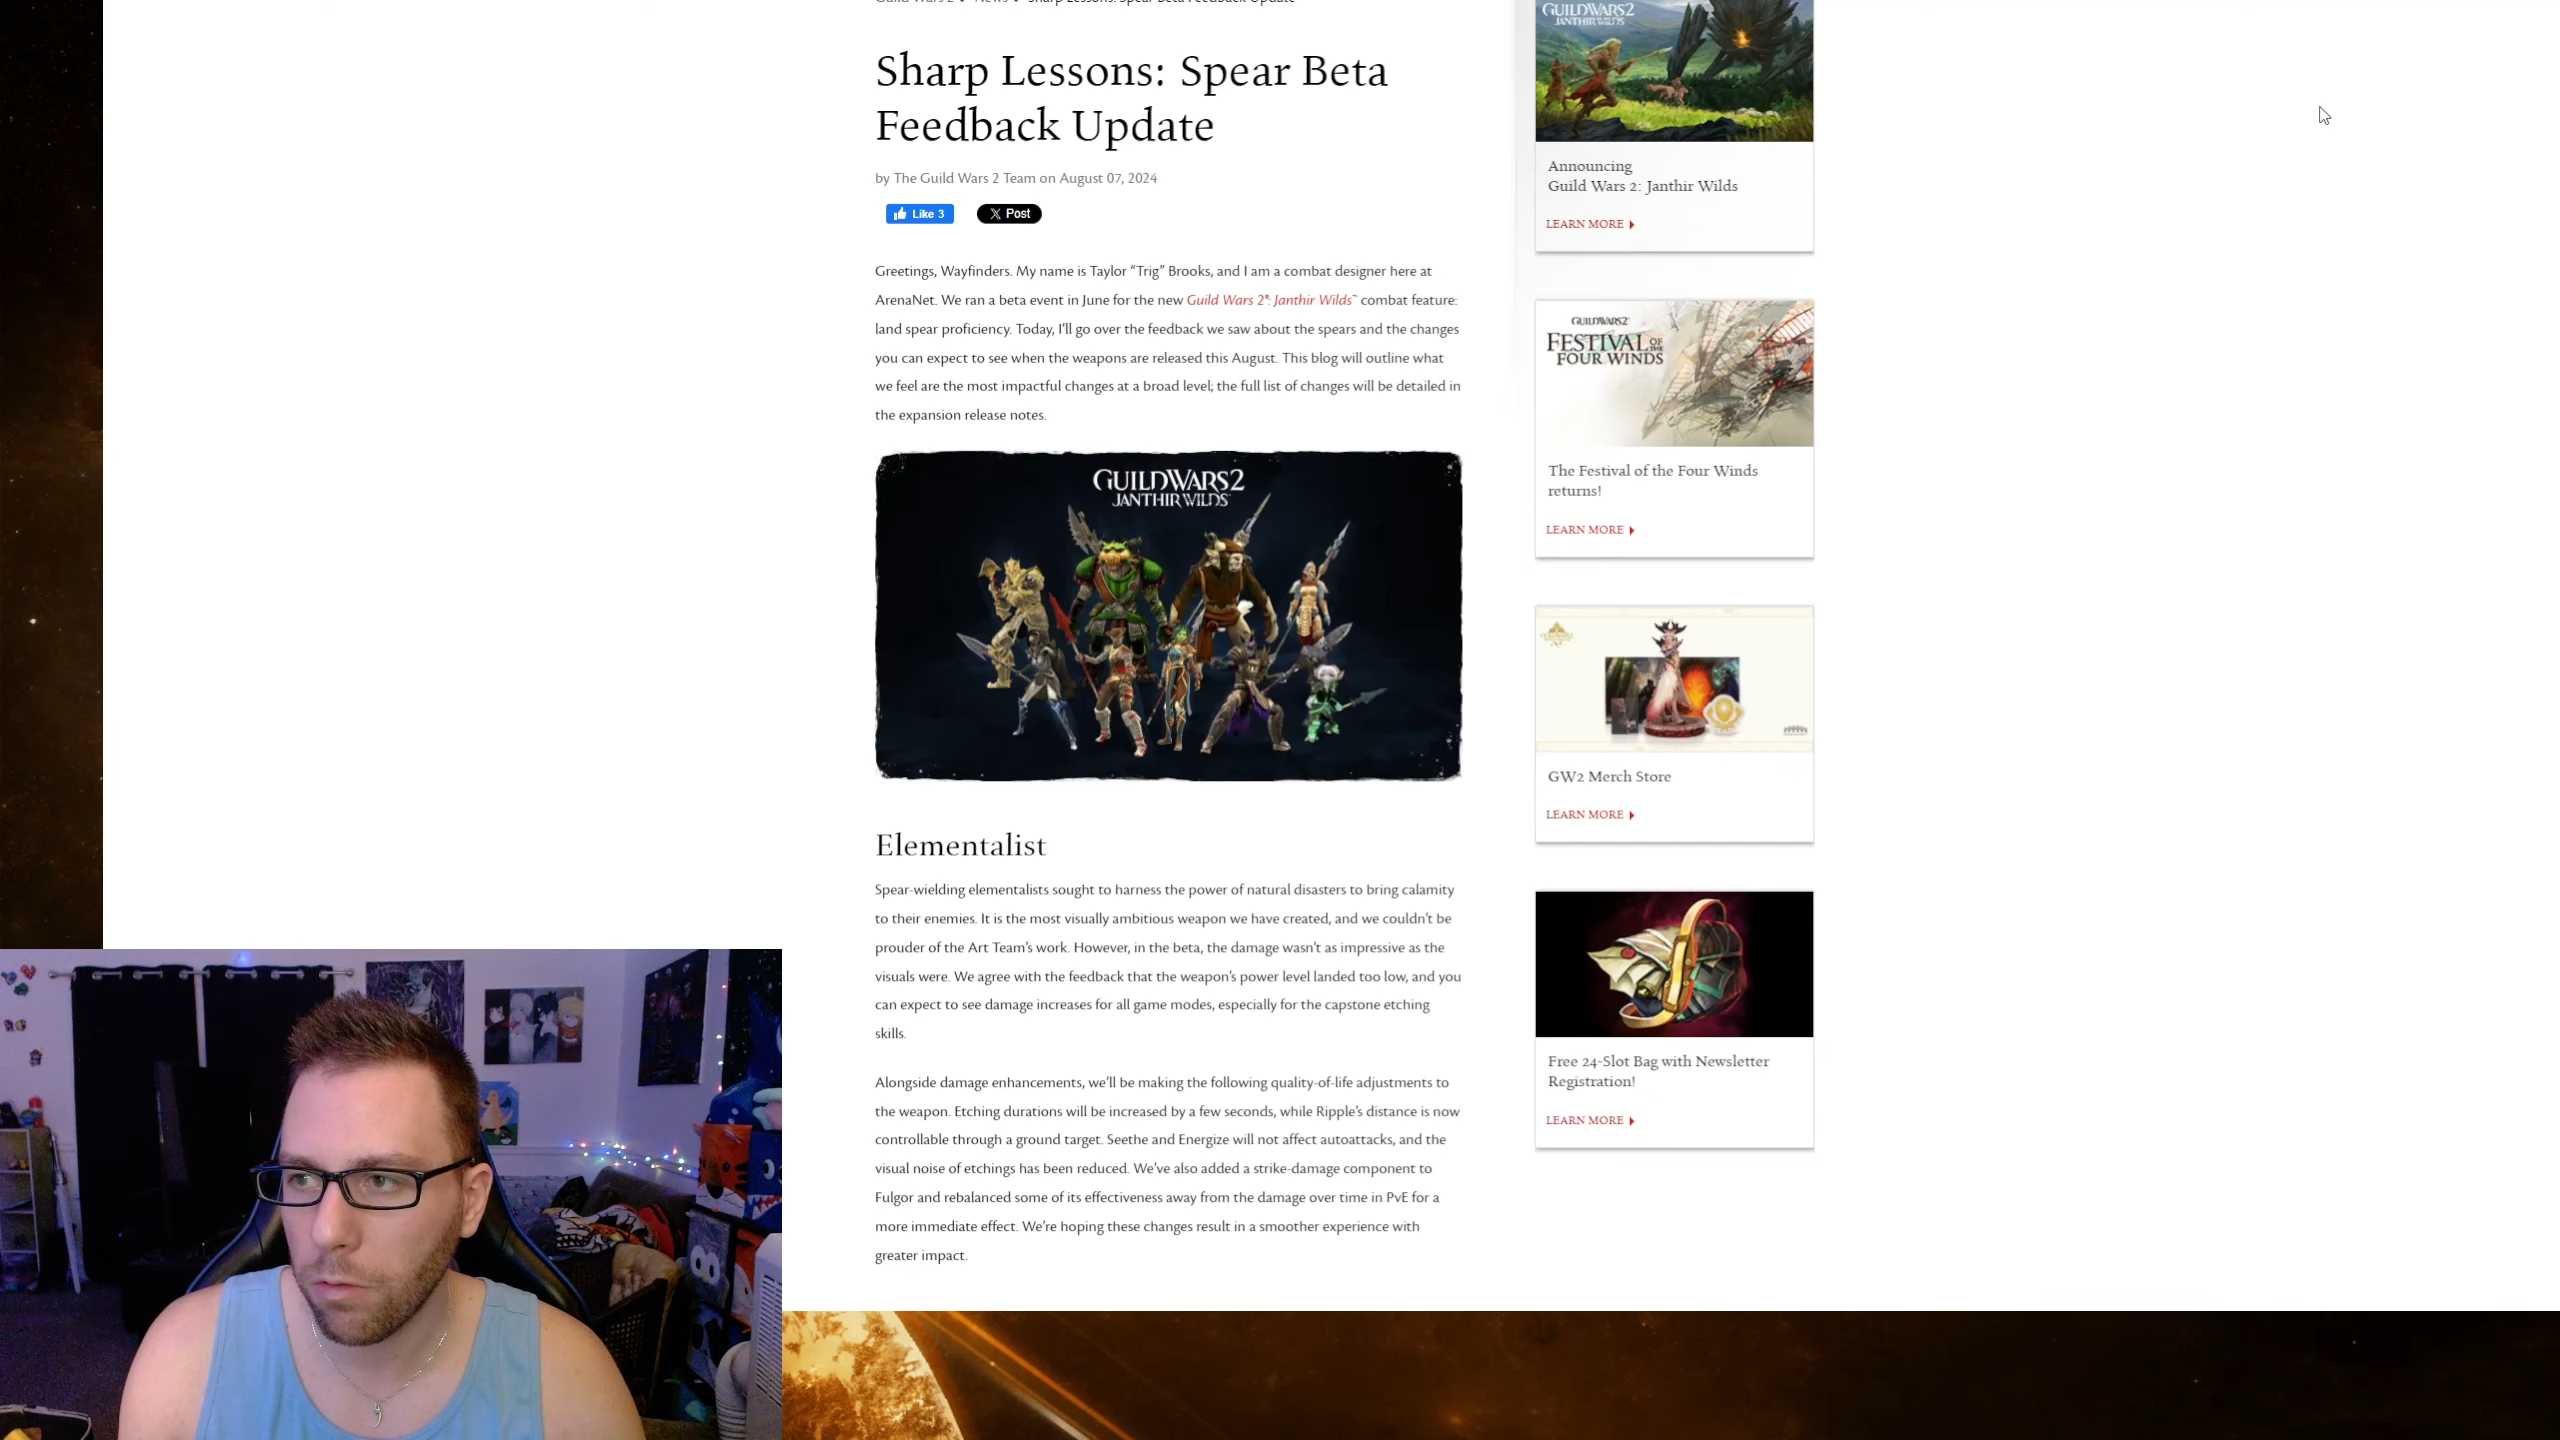 Guild Wars 2 News Sharp Lessons: Spear Beta Feedback Update
Sharp Lessons: Spear Beta
Feedback Update
by The Guild Wars 2 Team on August 07, 2024
Like 3
Post
Greetings, Wayfinders. My name is Taylor “Trig” Brooks, and I am a combat designer here at
ArenaNet. We ran a beta event in June for the new Guild Wars 2®: Janthir Wilds™ combat feature:
land spear proficiency. Today, I’ll go over the feedback we saw about the spears and the changes
you can expect to see when the weapons are released this August. This blog will outline what
we feel are the most impactful changes at a broad level; the full list of changes will be detailed in
the expansion release notes.
GUILDWARS2
JANTHIR WILDS
Elementalist
Spear-wielding elementalists sought to harness the power of natural disasters to bring calamity
to their enemies. It is the most visually ambitious weapon we have created, and we couldn’t be
prouder of the Art Team’s work. However, in the beta, the damage wasn’t as impressive as the
visuals were. We agree with the feedback that the weapon’s power level landed too low, and you
can expect to see damage increases for all game modes, especially for the capstone etching
skills.
Alongside damage enhancements, we’ll be making the following quality-of-life adjustments to
the weapon. Etching durations will be increased by a few seconds, while Ripple’s distance is now
controllable through a ground target. Seethe and Energize will not affect autoattacks, and the
visual noise of etchings has been reduced. We’ve also added a strike-damage component to
Fulgor and rebalanced some of its effectiveness away from the damage over time in PvE for a
more immediate effect. We’re hoping these changes result in a smoother experience with
greater impact.
GUILDWARS2
JANTHIR WILDS
Announcing
Guild Wars 2: Janthir Wilds
LEARN MORE
GUILDWARS2
FESTIVAL OF THE
FOUR WINDS
The Festival of the Four Winds
returns!
LEARN MORE
GW2 Merch Store
LEARN MORE
Free 24-Slot Bag with Newsletter
Registration!
LEARN MORE